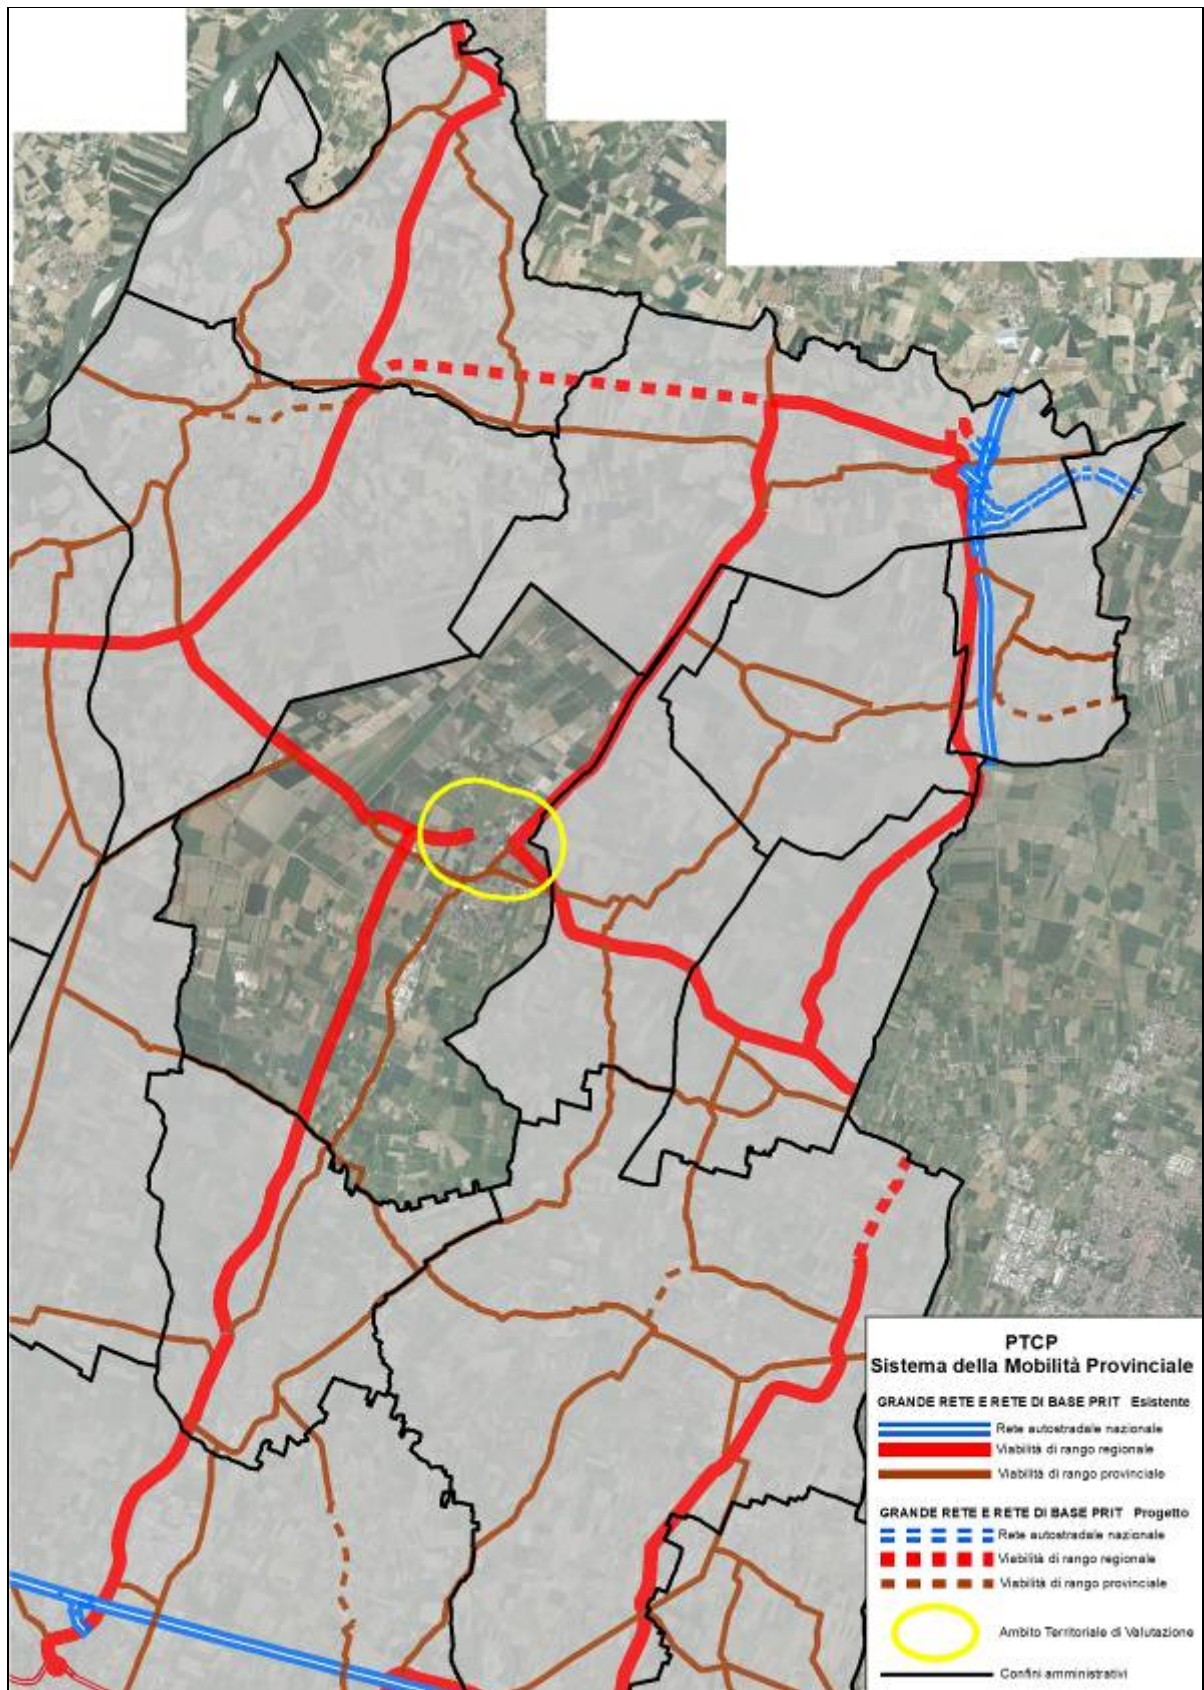 PTCP
Sistema della Mobilità Provinciale
GRANDE RETE E RETE DI BASE PRIT Esistente
Rete autostradale nazionale
Viabilità di rango regionale
Viabilità di rango provinciale
GRANDE RETE E RETE DI BASE PRIT Progetto
Rete autostradale nazionale
Viabilità di rango regionale
Viabilità di rango provinciale
Ambito Territoriale di Valutazione
Confini amministrativi